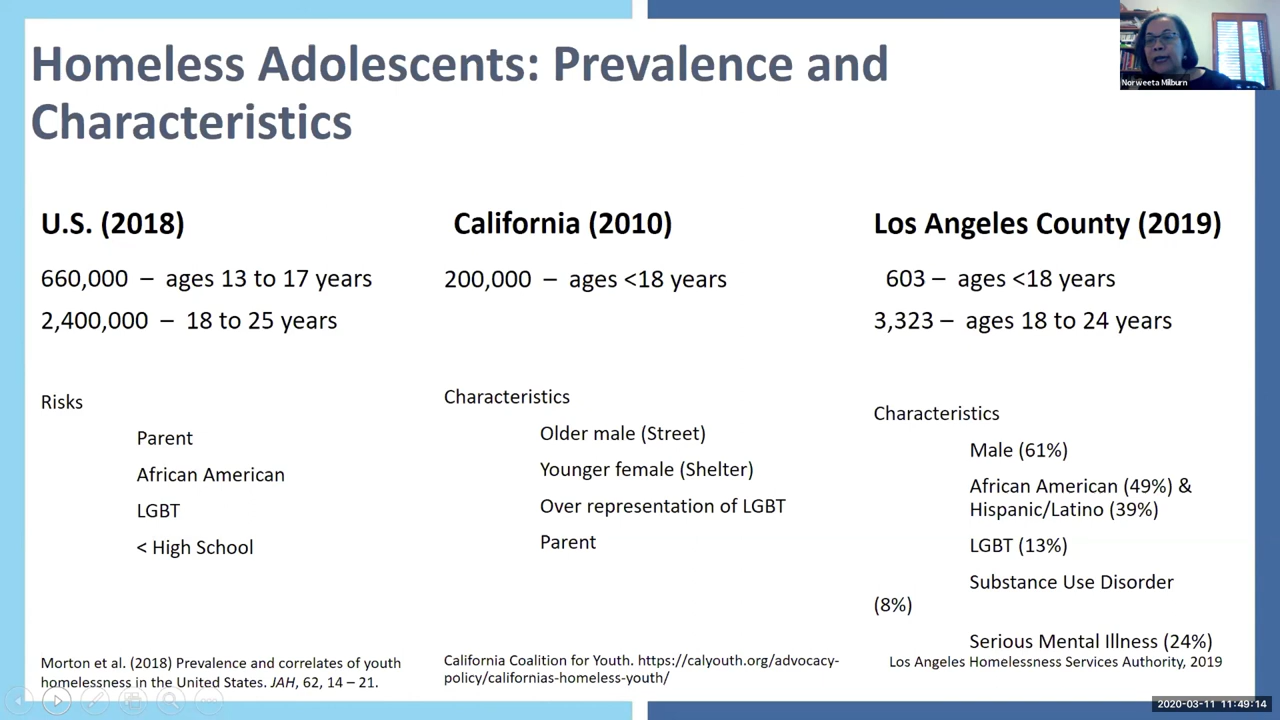 Homeless Adolescents: Prevalence and
Characteristics
Norweeta Milburn
U.S. (2018)
660,000 – ages 13 to 17 years
2,400,000 – 18 to 25 years
Risks
Parent
African American
LGBT
< High School
Morton et al. (2018) Prevalence and correlates of youth
homelessness in the United States. JAH, 62, 14 – 21.
California (2010)
200,000 – ages <18 years
Characteristics
Older male (Street)
Younger female (Shelter)
Over representation of LGBT
Parent
California Coalition for Youth. https://calyouth.org/advocacy-
policy/californias-homeless-youth/
Los Angeles County (2019)
603 – ages <18 years
3,323 – ages 18 to 24 years
Characteristics
Male (61%)
African American (49%) &
Hispanic/Latino (39%)
LGBT (13%)
Substance Use Disorder
(8%)
Serious Mental Illness (24%)
Los Angeles Homelessness Services Authority, 2019
2020-03-11 11:49:14